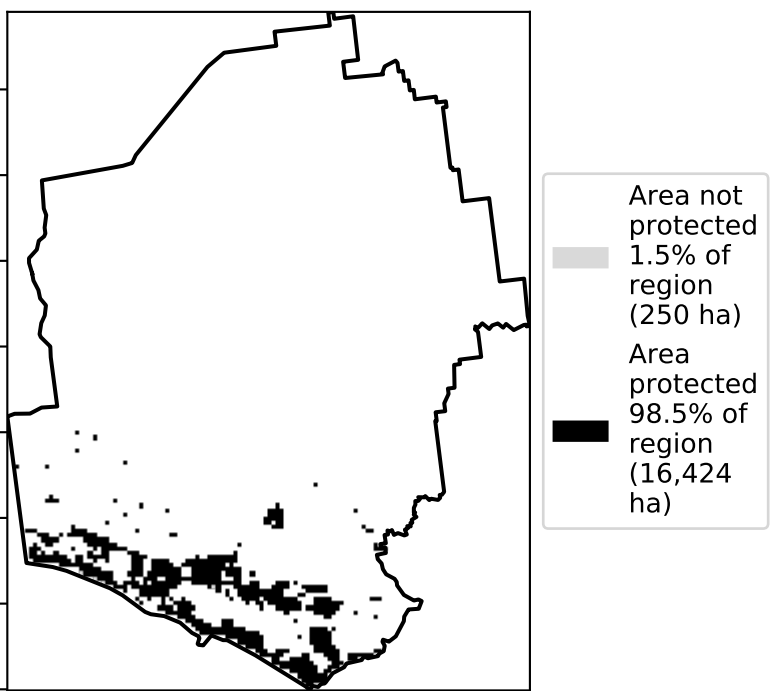 Area not
protected
1.5% of
region
(250 ha)
Area
protected
98.5% of
region
(16,424
ha)